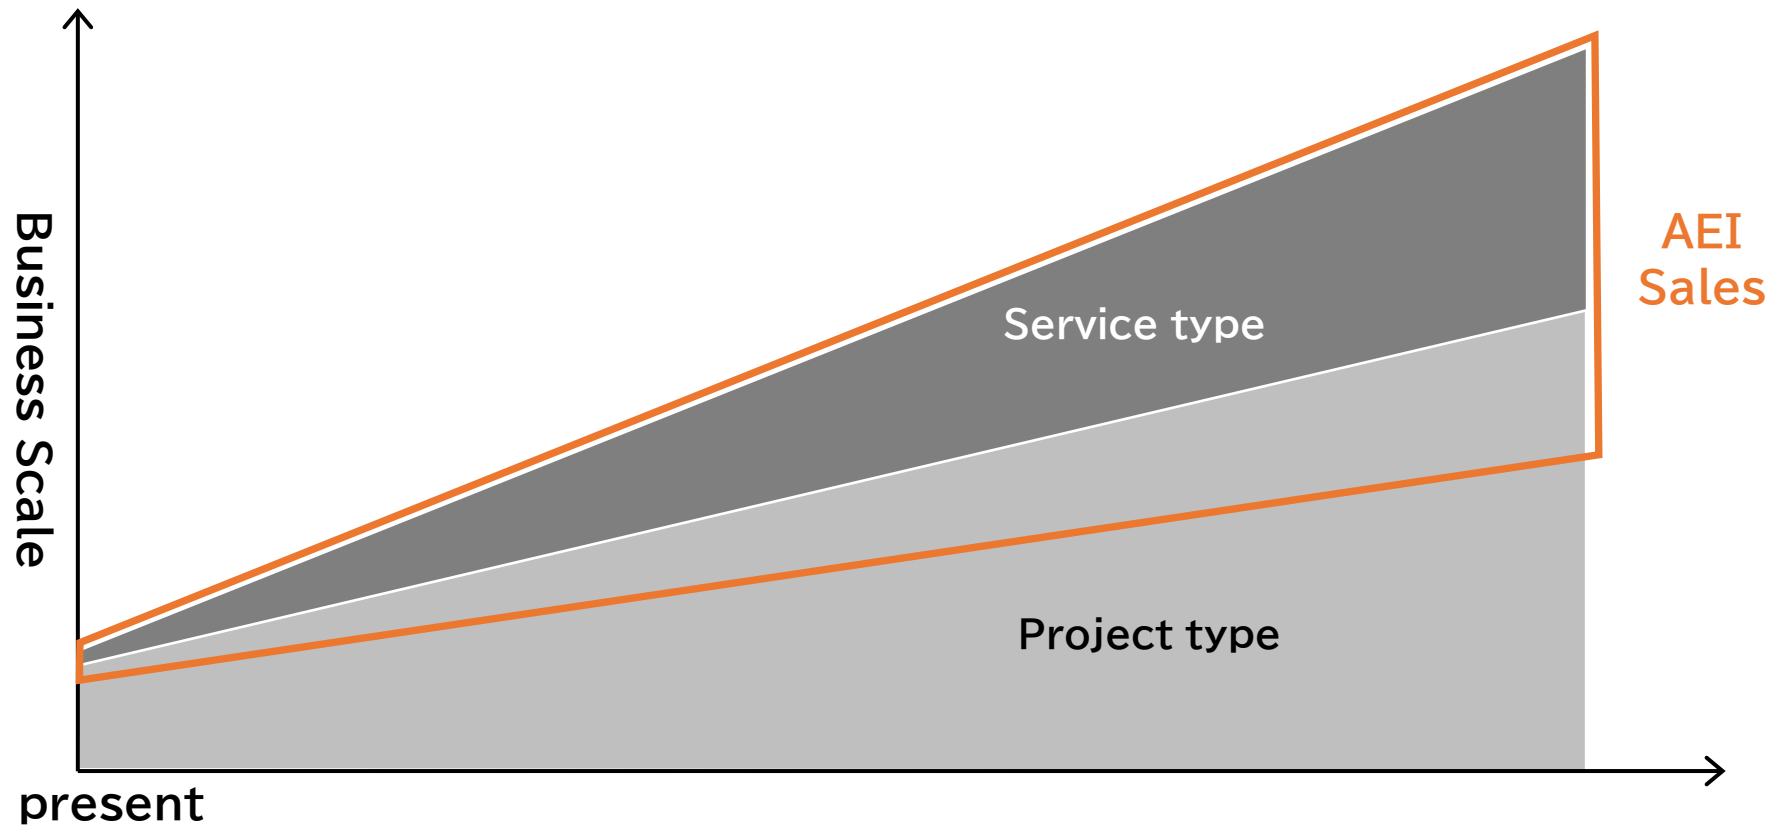 Business Scale
AEI
Sales
Service type
Project type
present